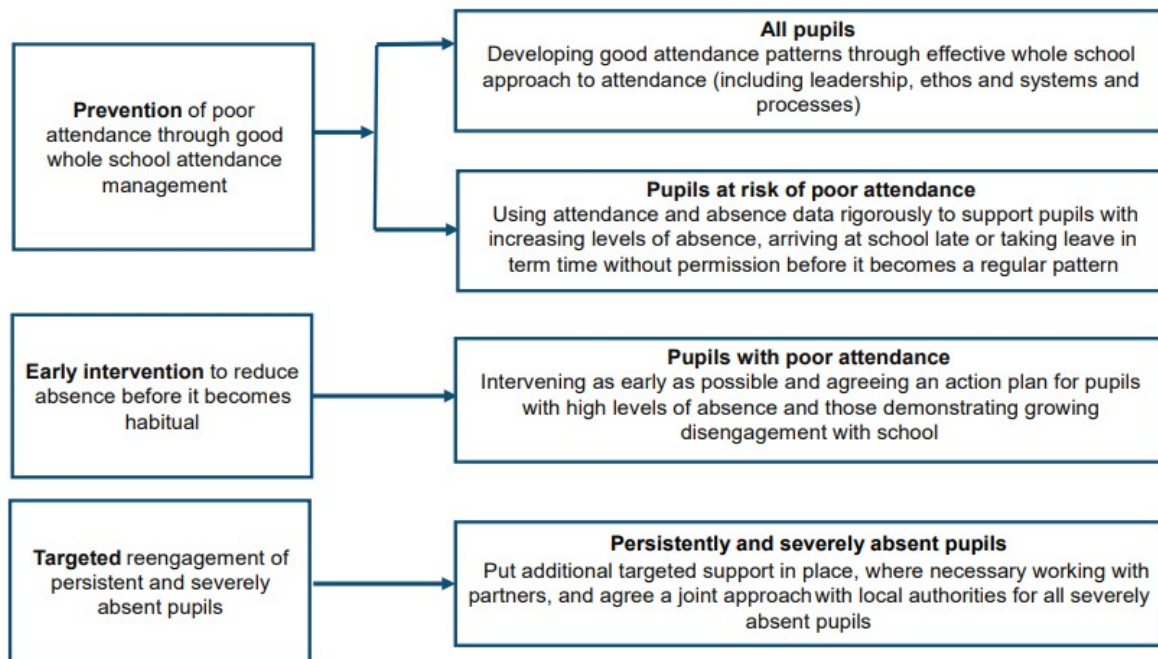 Prevention of poor
attendance through good
whole school attendance
management
All pupils
Developing good attendance patterns through effective whole school
approach to attendance (including leadership, ethos and systems and
processes)
Pupils at risk of poor attendance
Using attendance and absence data rigorously to support pupils with
increasing levels of absence, arriving at school late or taking leave in
term time without permission before it becomes a regular pattern
Early intervention to reduce
absence before it becomes
habitual
Pupils with poor attendance
Intervening as early as possible and agreeing an action plan for pupils
with high levels of absence and those demonstrating growing
disengagement with school
Targeted reengagement of
persistent and severely
absent pupils
Persistently and severely absent pupils
Put additional targeted support in place, where necessary working with
partners, and agree a joint approach with local authorities for all severely
absent pupils